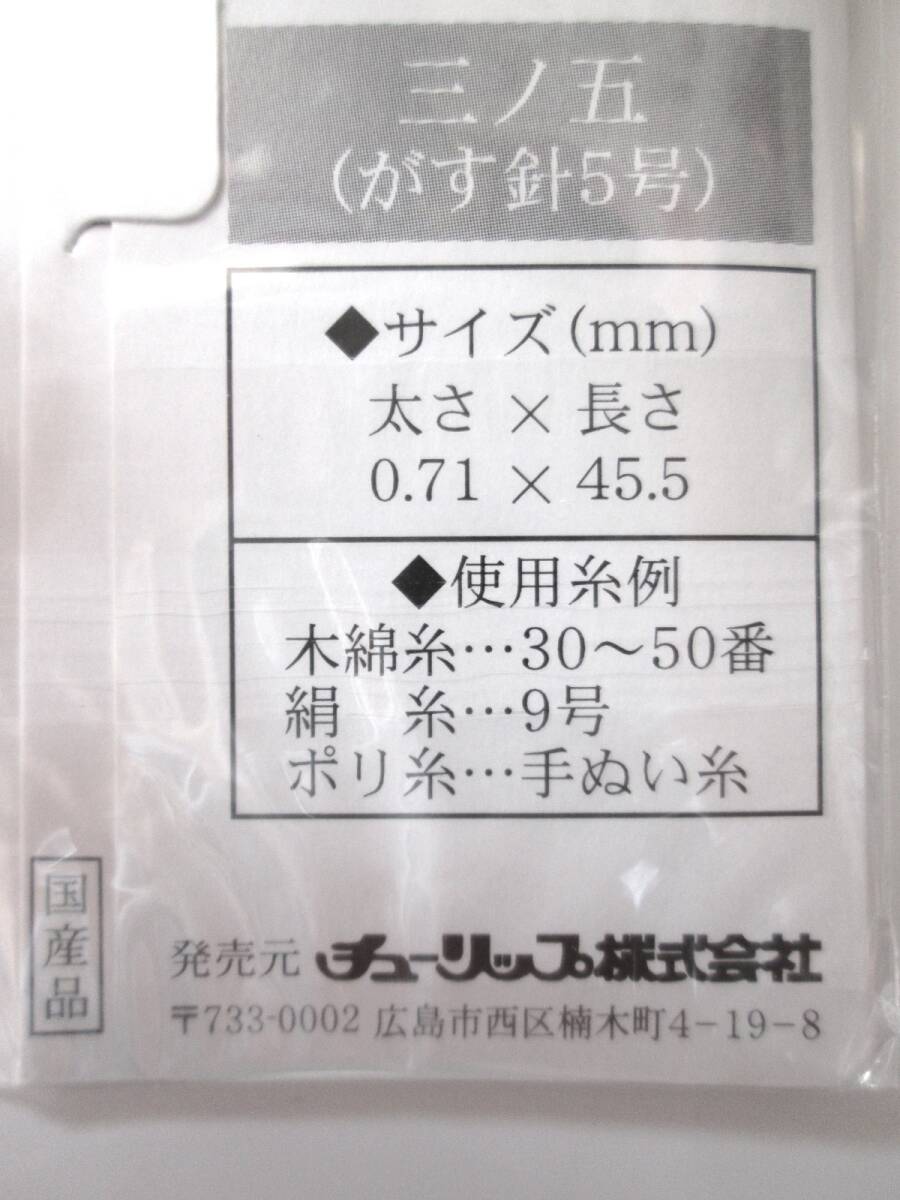 三ノ五
(がす針5号)
◆サイズ(mm)
太さ × 長さ
0.71 × 45.5
◆使用糸例
木綿糸…30〜50番
絹　糸…9号
ポリ糸…手ぬい糸
国産品
発売元 チューリップ株式会社
〒733-0002 広島市西区楠木町4-19-8